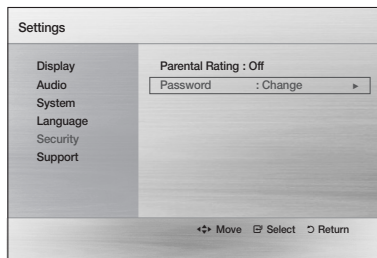 Settings
Display
Audio
System
Language
Security
Support
Parental Rating : Off
Password : Change ►
Move Select Return